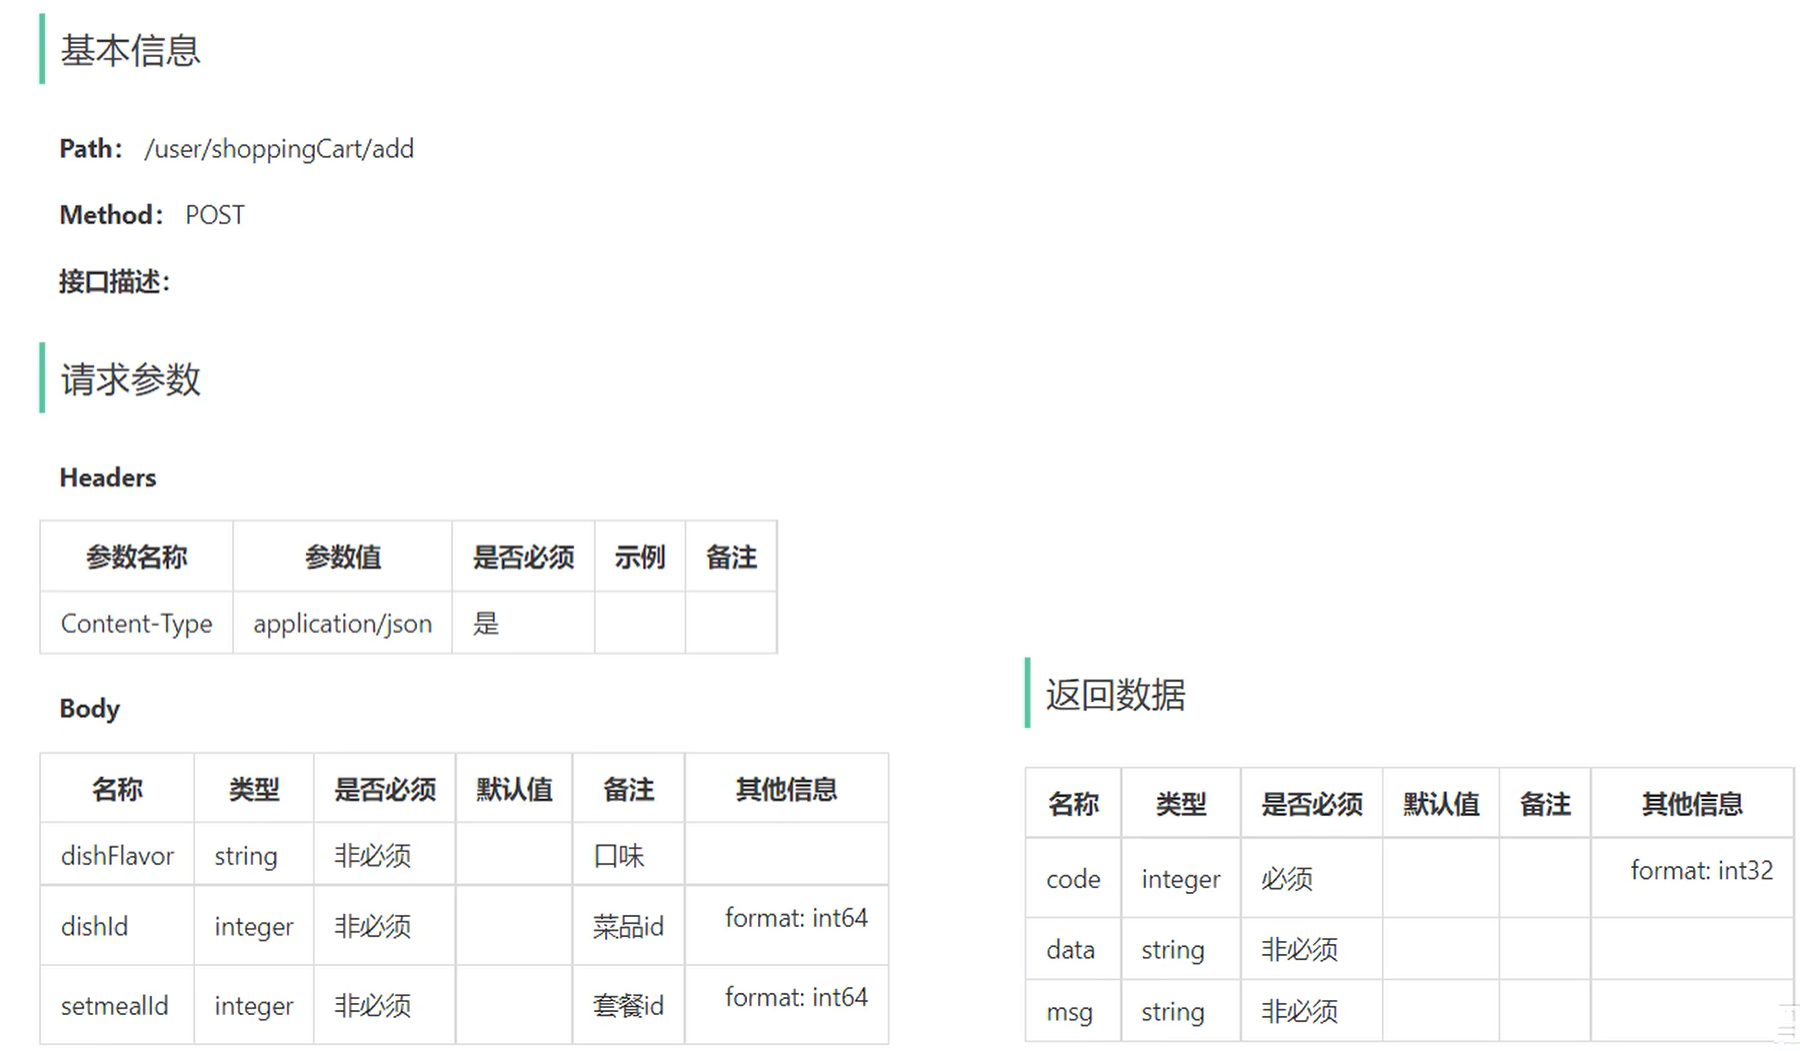 基本信息
Path： /user/shoppingCart/add
Method： POST
接口描述：
请求参数
Headers
参数名称 参数值 是否必须 示例 备注
Content-Type application/json 是
Body
名称 类型 是否必须 默认值 备注 其他信息
dishFlavor string 非必须 口味
dishId integer 非必须 菜品id format: int64
setmealId integer 非必须 套餐id format: int64
返回数据
名称 类型 是否必须 默认值 备注 其他信息
code integer 必须 format: int32
data string 非必须
msg string 非必须